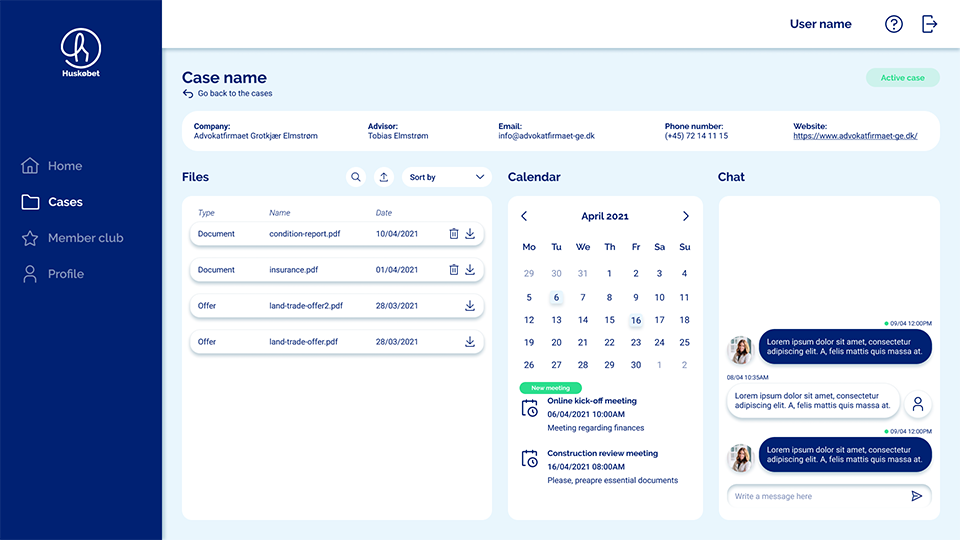 Huskøbet
Home
Cases
Member club
Profile
User name
Case name
Go back to the cases
Active case
Company:
Advokatfirmaet Grotkjær Elmstrøm
Advisor:
Tobias Elmstrøm
Email:
info@advokatfirmaet-ge.dk
Phone number:
(+45) 72 14 11 15
Website:
https://www.advokatfirmaet-ge.dk/
Files
Sort by
Type Name Date
Document condition-report.pdf 10/04/2021
Document insurance.pdf 01/04/2021
Offer land-trade-offer2.pdf 28/03/2021
Offer land-trade-offer.pdf 28/03/2021
Calendar
April 2021
Mo Tu We Th Fr Sa Su
29 30 31 1 2 3 4
5 6 7 8 9 10 11
12 13 14 15 16 17 18
19 20 21 22 23 24 25
26 27 28 29 30 1 2
New meeting
Online kick-off meeting
06/04/2021 10:00AM
Meeting regarding finances
Construction review meeting
16/04/2021 08:00AM
Please, preapre essential documents
Chat
09/04 12:00PM
Lorem ipsum dolor sit amet, consectetur
adipiscing elit. A, felis mattis quis massa at.
08/04 10:35AM
Lorem ipsum dolor sit amet, consectetur
adipiscing elit. A, felis mattis quis massa at.
09/04 12:00PM
Lorem ipsum dolor sit amet, consectetur
adipiscing elit. A, felis mattis quis massa at.
Write a message here